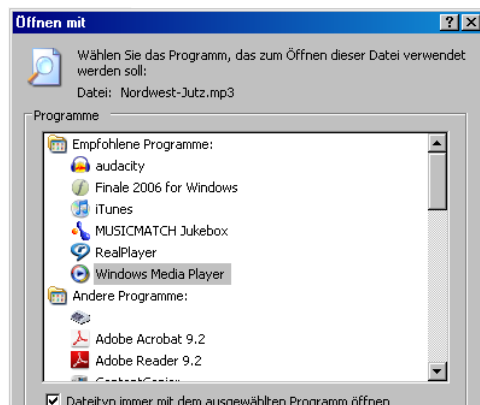 Öffnen mit
Wählen Sie das Programm, das zum Öffnen dieser Datei verwendet
werden soll:
Datei: Nordwest-Jutz.mp3
Programme
Empfohlene Programme:
audacity
Finale 2006 for Windows
iTunes
MUSICMATCH Jukebox
RealPlayer
Windows Media Player
Andere Programme:
Adobe Acrobat 9.2
Adobe Reader 9.2
Dateityp immer mit dem ausgewählten Programm öffnen